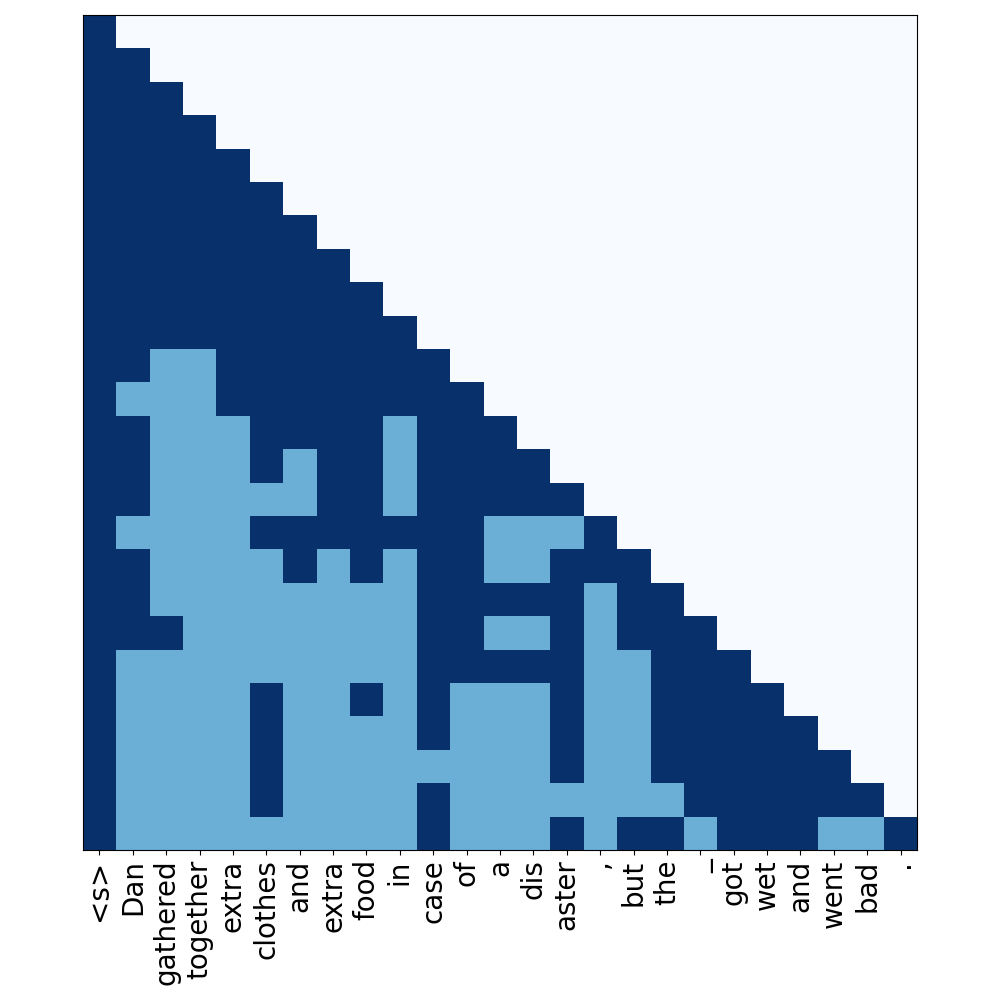 <s>
Dan
gathered
together
extra
clothes
and
extra
food
in
case
of
a
dis
aster
,
but
the
_
got
wet
and
went
bad
.